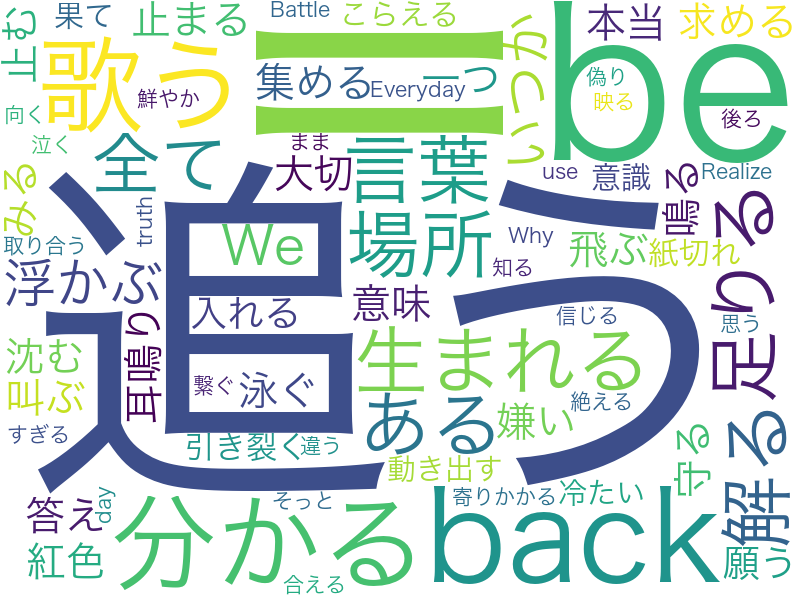 果て
止まる
Battle
こらえる
いつか
be
本当
求める
止む
歌う
三
集める
一つ
偽り
映る
Everyday
鮮やか
後ろ
向く
泣く
全て
まま
大切
言葉
use
意識
鳴る
Realize
みる
truth
追う
We
場所
Why
飛ぶ
紙切れ
足りる
取り合う
知る
浮かぶ
入れる
意味
信じる
思う
耳鳴り
沈む
繋ぐ
泳ぐ
生まれる
叫ぶ
ある
嫌い
絶える
すぎる
引き裂く
違う
動き出す
守る
解る
答え
day
分かる
そっと
back
寄りかかる
冷たい
紅色
合える
願う